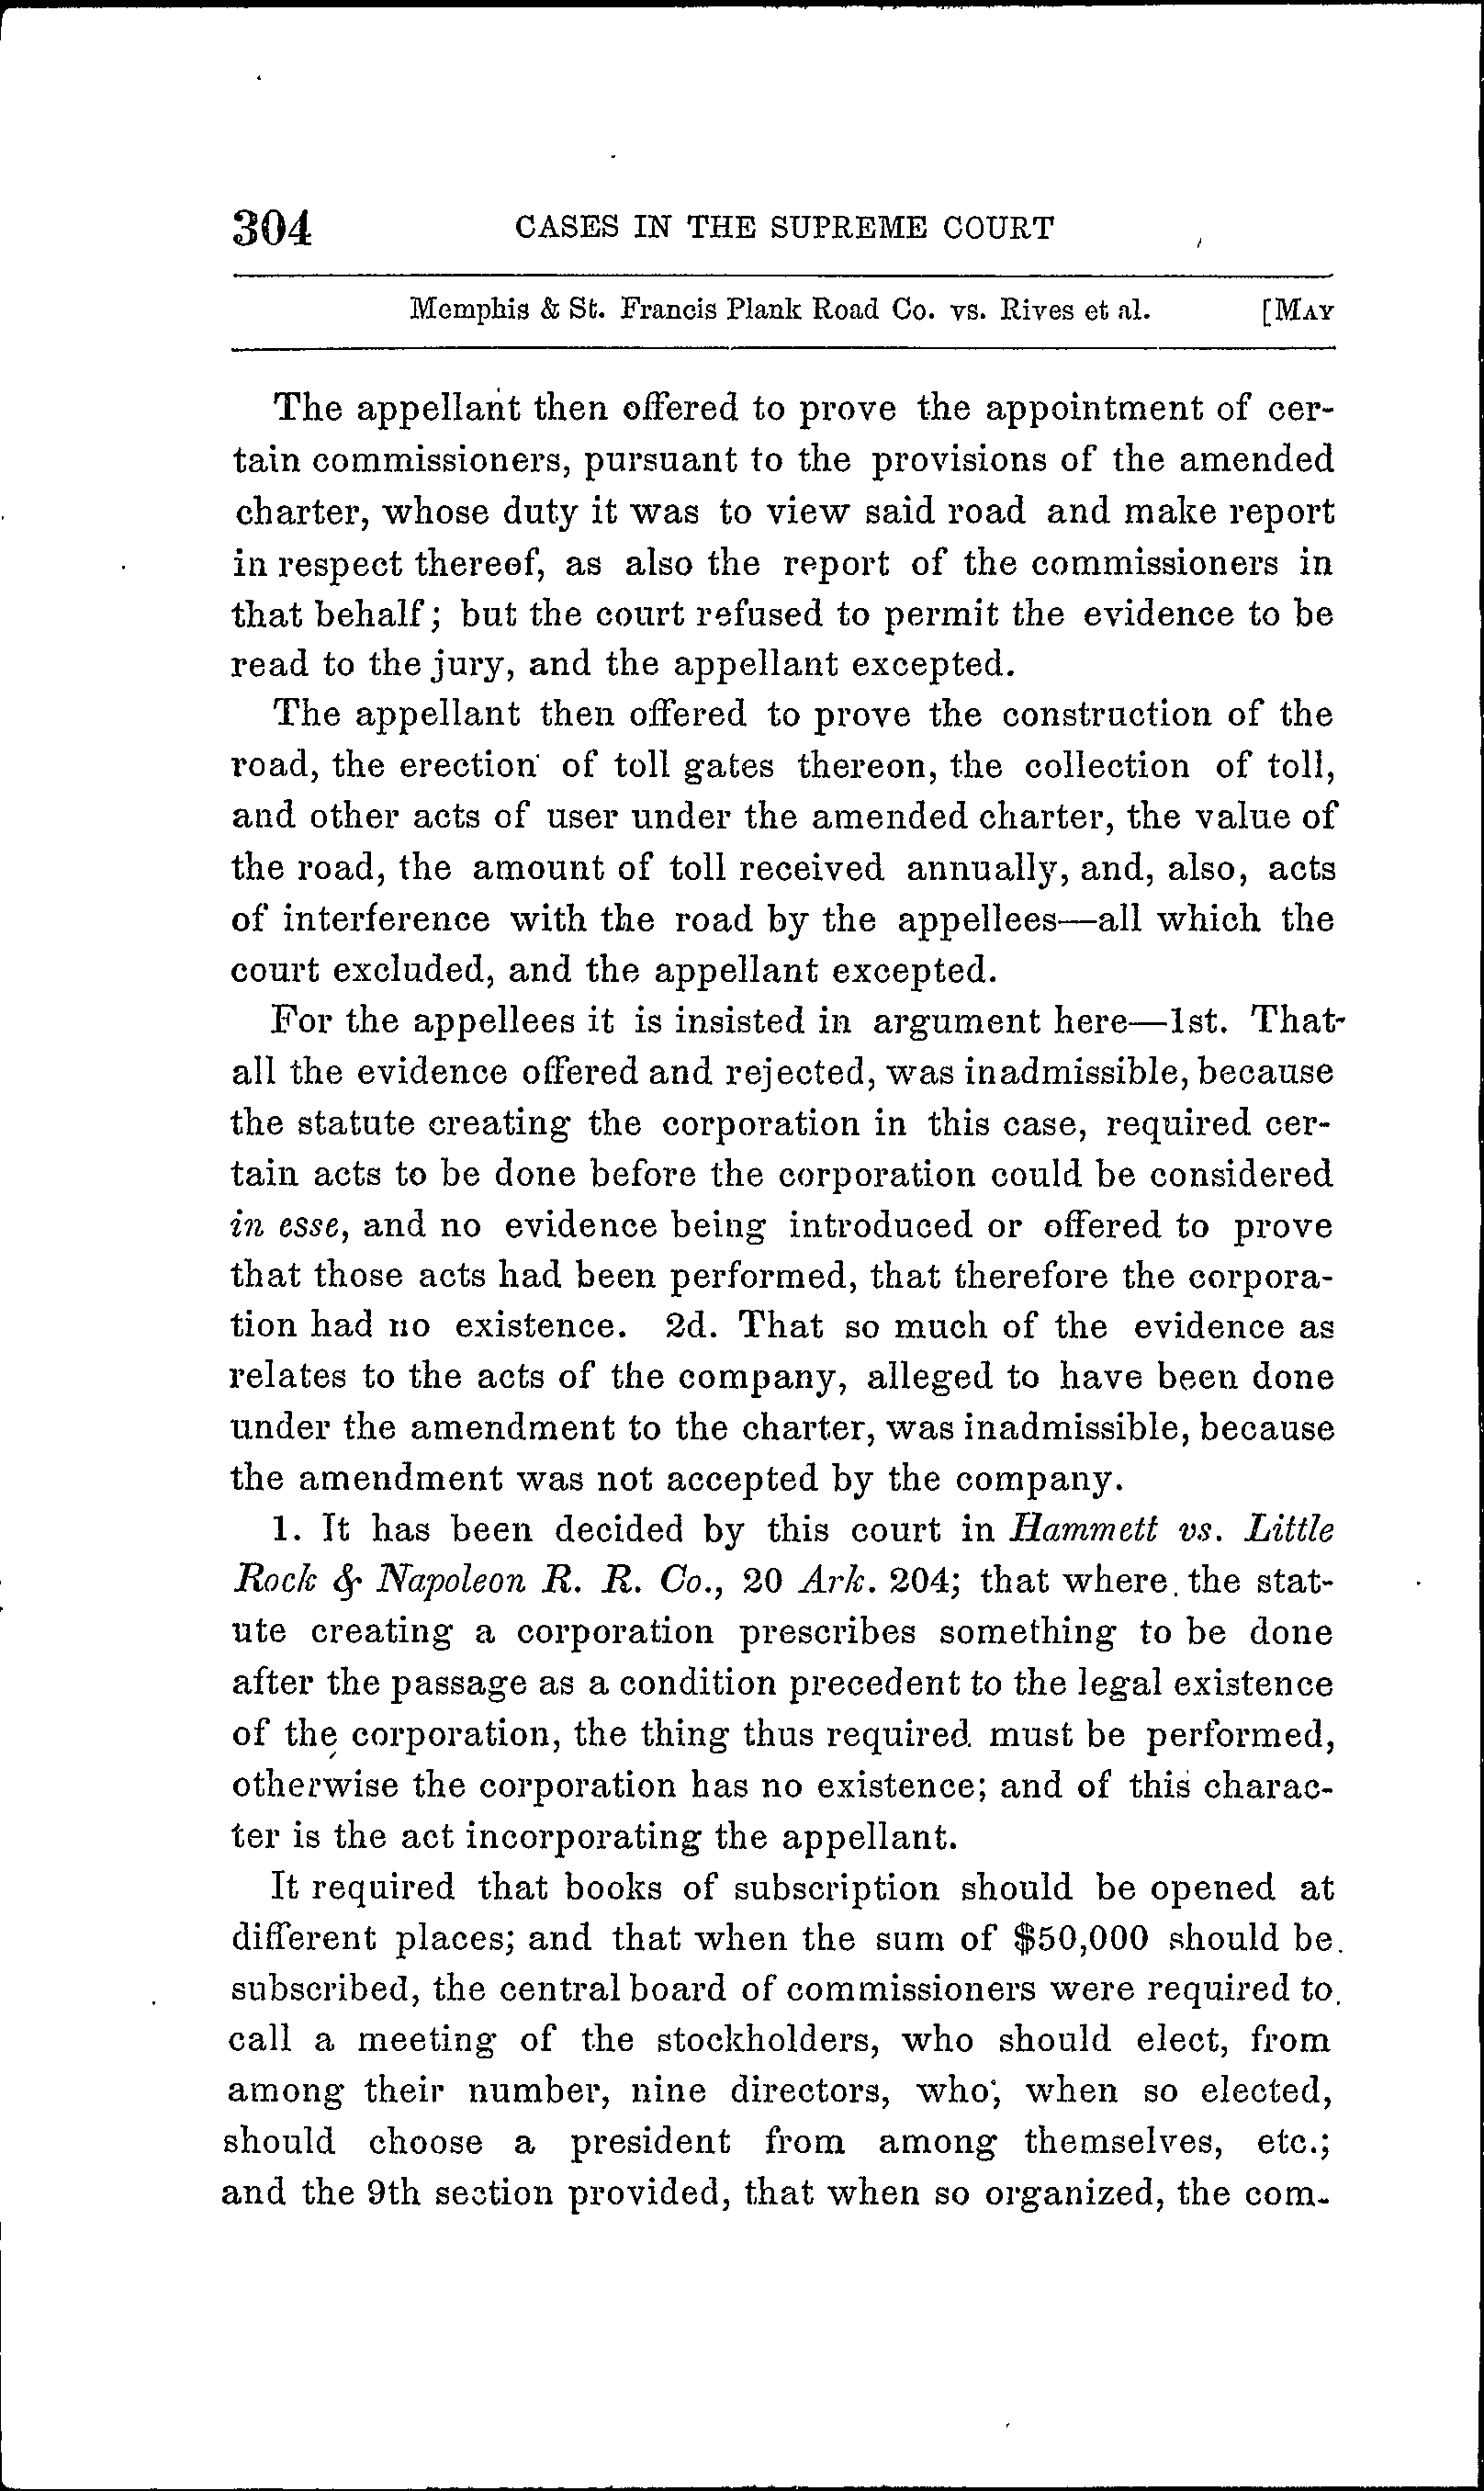 304 CASES IN THE SUPREME COURT
Memphis & St. Francis Plank Road Co. vs. Rives et al. [MAY
The appellant then offered to prove the appointment of cer-
tain commissioners, pursuant to the provisions of the amended
charter, whose duty it was to view said road and make report
in respect thereof, as also the report of the commissioners in
that behalf; but the court refused to permit the evidence to be
read to the jury, and the appellant excepted.
The appellant then offered to prove the construction of the
road, the erection of toll gates thereon, the collection of toll,
and other acts of user under the amended charter, the value of
the road, the amount of toll received annually, and, also, acts
of interference with the road by the appellees—all which the
court excluded, and the appellant excepted.
For the appellees it is insisted in argument here—1st. That
all the evidence offered and rejected, was inadmissible, because
the statute creating the corporation in this case, required cer-
tain acts to be done before the corporation could be considered
in esse, and no evidence being introduced or offered to prove
that those acts had been performed, that therefore the corpora-
tion had no existence. 2d. That so much of the evidence as
relates to the acts of the company, alleged to have been done
under the amendment to the charter, was inadmissible, because
the amendment was not accepted by the company.
1. It has been decided by this court in Hammett vs. Little
Rock & Napoleon R. R. Co., 20 Ark. 204; that where the stat-
ute creating a corporation prescribes something to be done
after the passage as a condition precedent to the legal existence
of the corporation, the thing thus required must be performed,
otherwise the corporation has no existence; and of this charac-
ter is the act incorporating the appellant.
It required that books of subscription should be opened at
different places; and that when the sum of $50,000 should be
subscribed, the central board of commissioners were required to
call a meeting of the stockholders, who should elect, from
among their number, nine directors, who, when so elected,
should choose a president from among themselves, etc.;
and the 9th section provided, that when so organized, the com-